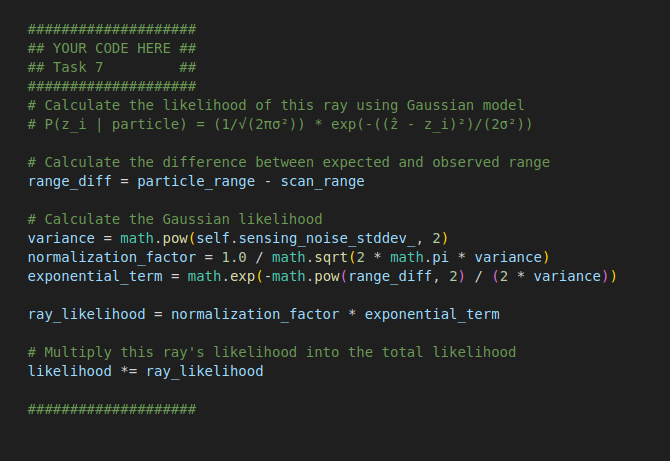 ####################
## YOUR CODE HERE ##
## Task 7         ##
####################
# Calculate the likelihood of this ray using Gaussian model
# P(z_i | particle) = (1/√(2πσ²)) * exp(-((ẑ - z_i)²)/(2σ²))
# Calculate the difference between expected and observed range
range_diff = particle_range - scan_range
# Calculate the Gaussian likelihood
variance = math.pow(self.sensing_noise_stddev_, 2)
normalization_factor = 1.0 / math.sqrt(2 * math.pi * variance)
exponential_term = math.exp(-math.pow(range_diff, 2) / (2 * variance))
ray_likelihood = normalization_factor * exponential_term
# Multiply this ray's likelihood into the total likelihood
likelihood *= ray_likelihood
####################